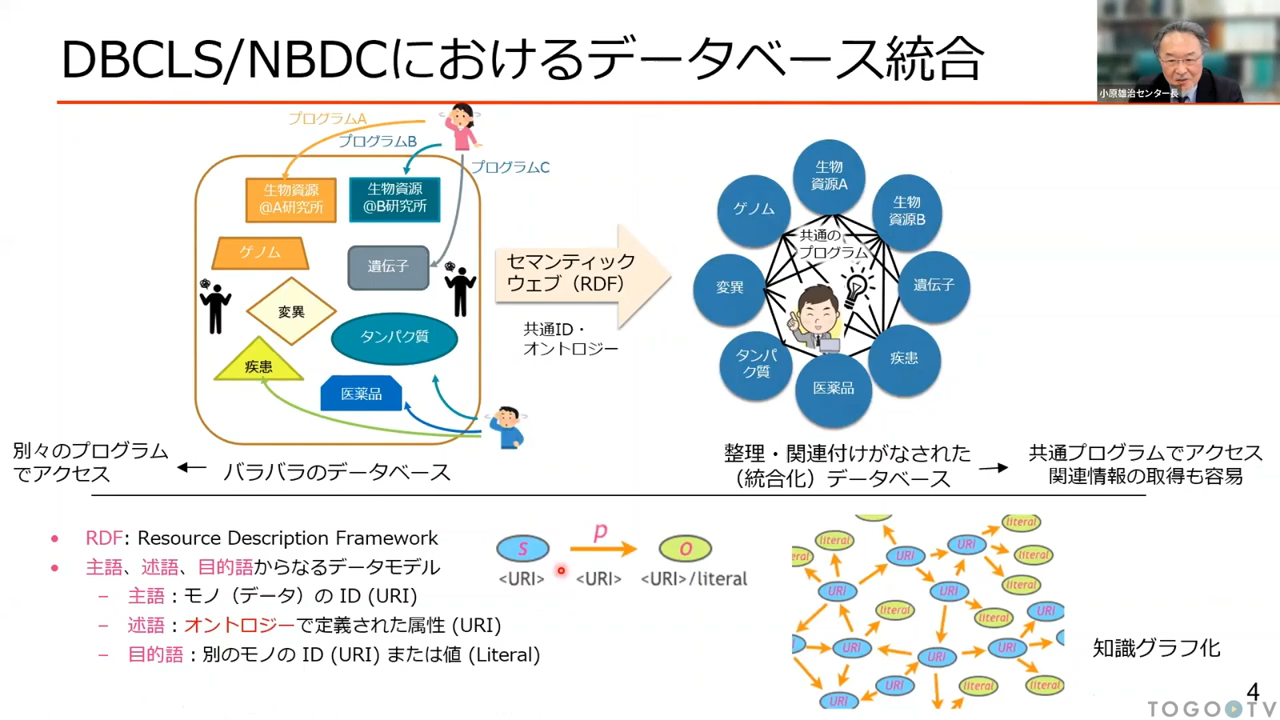 DBCLS/NBDCにおけるデータベース統合
小原雄治センター長
プログラムA
プログラムB
プログラムC
生物資源
@A研究所
生物資源
@B研究所
ゲノム
遺伝子
変異
タンパク質
疾患
医薬品
セマンティック
ウェブ（RDF）
共通ID・
オントロジー
生物
資源A
ゲノム
生物
資源B
共通の
プログラム
変異
遺伝子
タンパ
ク質
疾患
医薬品
別々のプログラム
でアクセス
バラバラのデータベース
整理・関連付けがなされた
（統合化）データベース
共通プログラムでアクセス
関連情報の取得も容易
• RDF: Resource Description Framework
• 主語、述語、目的語からなるデータモデル
– 主語：モノ（データ）の ID (URI)
– 述語：オントロジーで定義された属性 (URI)
– 目的語：別のモノの ID (URI) または値 (Literal)
p
S
O
<URI>
<URI>
<URI>/literal
literal
literal
URI
URI
literal
eral
URI
URI
literal
literal
literal
URI
URI
URI
URI
URI
literal
literal
URI
知識グラフ化
4
TOGO TV